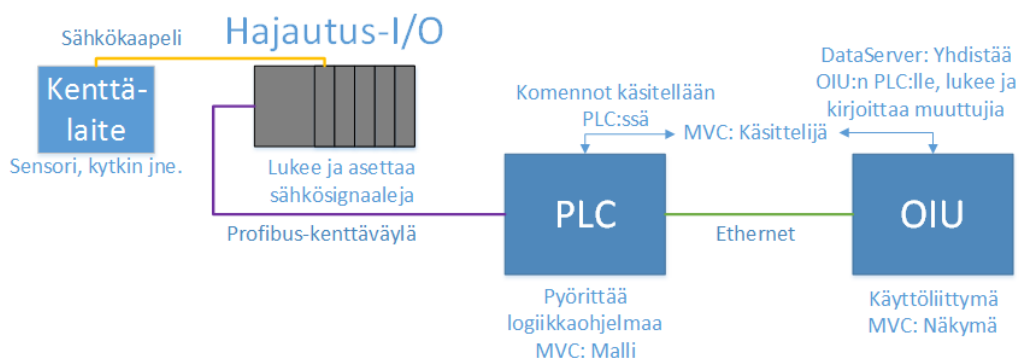 Sähkökaapeli
Hajautus-I/O
Kenttä-
laite
Sensori, kytkin jne.
Lukee ja asettaa
sähkösignaaleja
Profibus-kenttäväylä
Komennot käsitellään
PLC:ssä
MVC: Käsittelijä
DataServer: Yhdistää
OIU:n PLC:lle, lukee ja
kirjoittaa muuttujia
PLC
Ethernet
OIU
Pyörittää
logiikkaohjelmaa
MVC: Malli
Käyttöliittymä
MVC: Näkymä